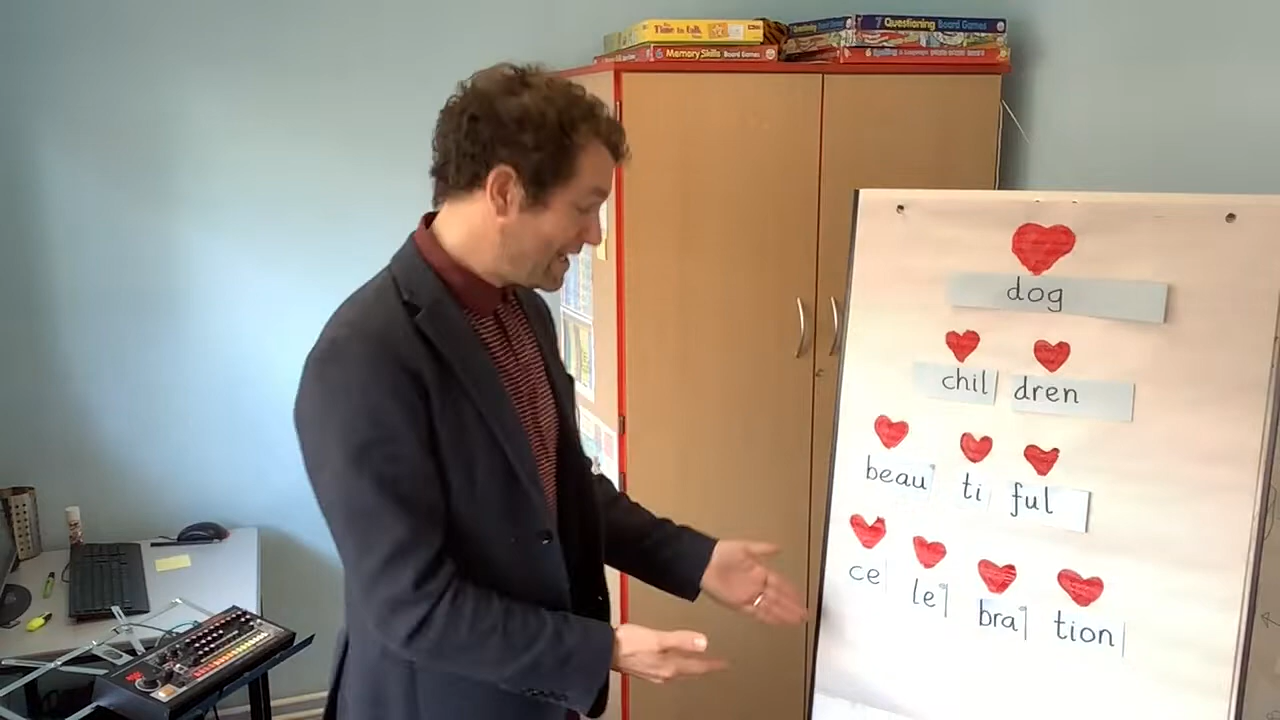 Time to talk
6 Memory Skills Board Games
7 Questioning Board Games
dog
chil dren
beau ti ful
ce le bra tion